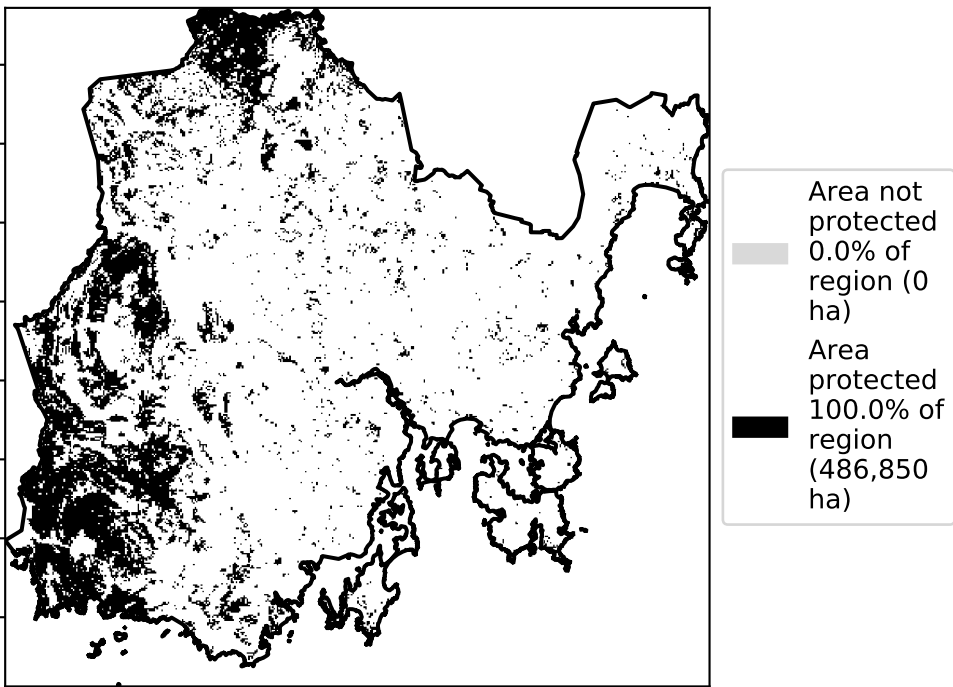 Area not
protected
0.0% of
region (0
ha)
Area
protected
100.0% of
region
(486,850
ha)